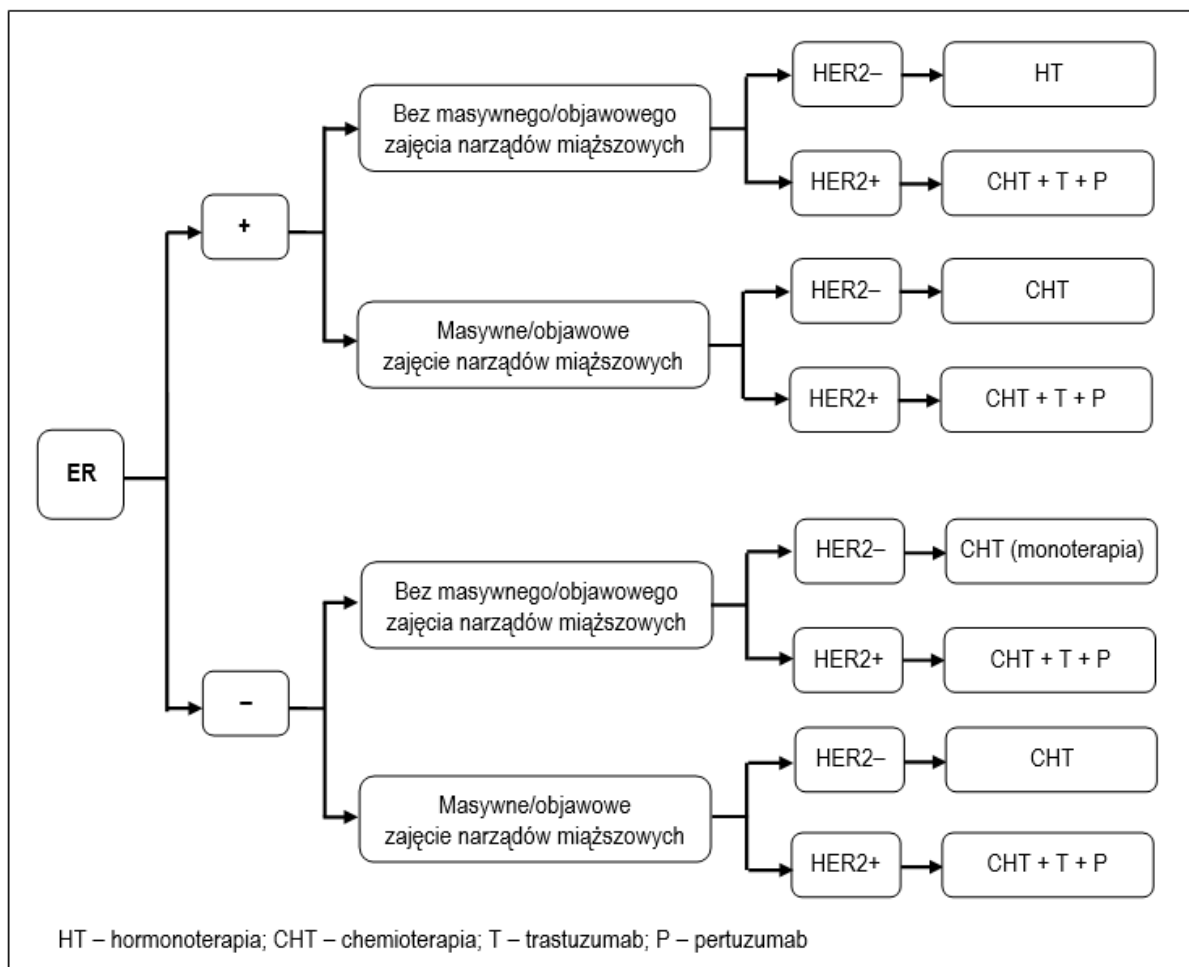 HER2–
HT
Bez masywnego/objawowego
zajęcia narządów miąższowych
HER2+
CHT + T + P
+
HER2–
CHT
Masywne/objawowe
zajęcie narządów miąższowych
HER2+
CHT + T + P
ER
HER2–
CHT (monoterapia)
Bez masywnego/objawowego
zajęcia narządów miąższowych
HER2+
CHT + T + P
–
HER2–
CHT
Masywne/objawowe
zajęcie narządów miąższowych
HER2+
CHT + T + P
HT – hormonoterapia; CHT – chemioterapia; T – trastuzumab; P – pertuzumab